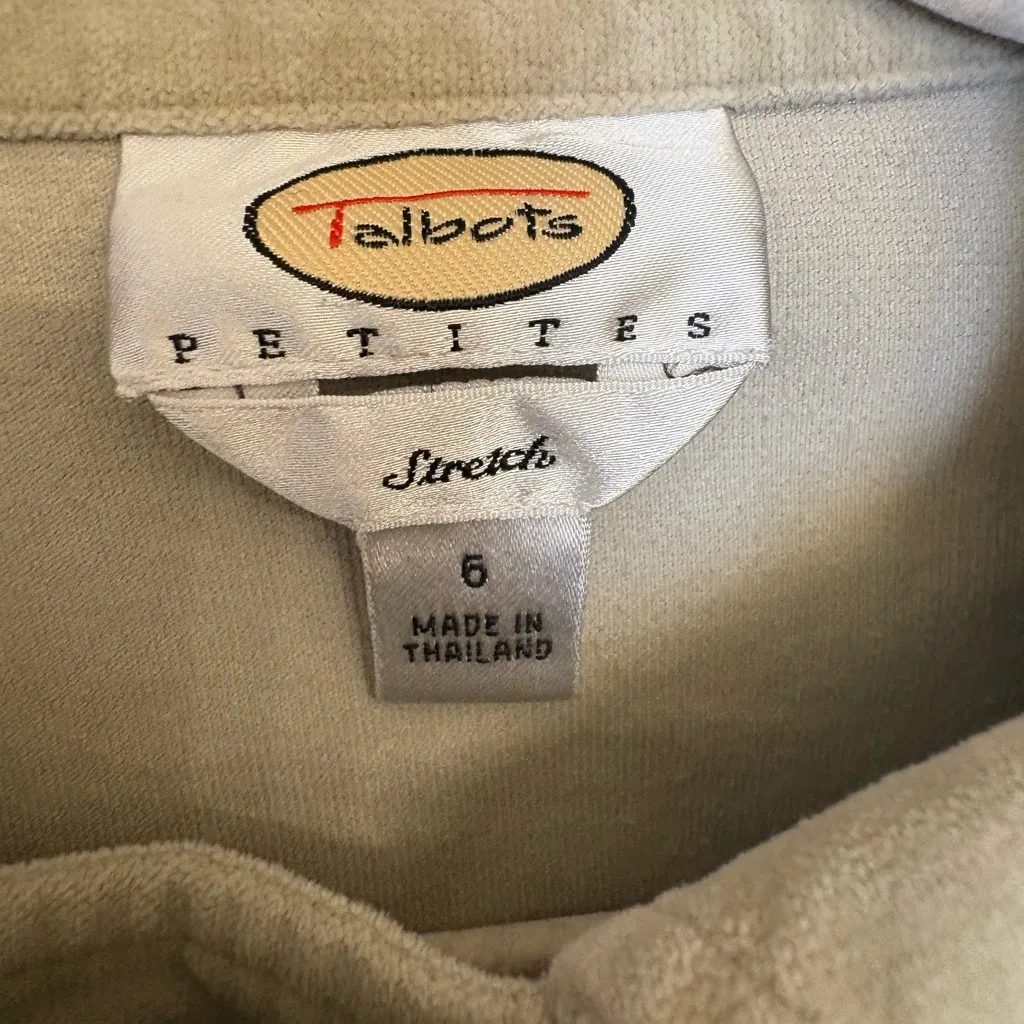 Talbots
PETITES
Stretch
6
MADE IN
THAILAND